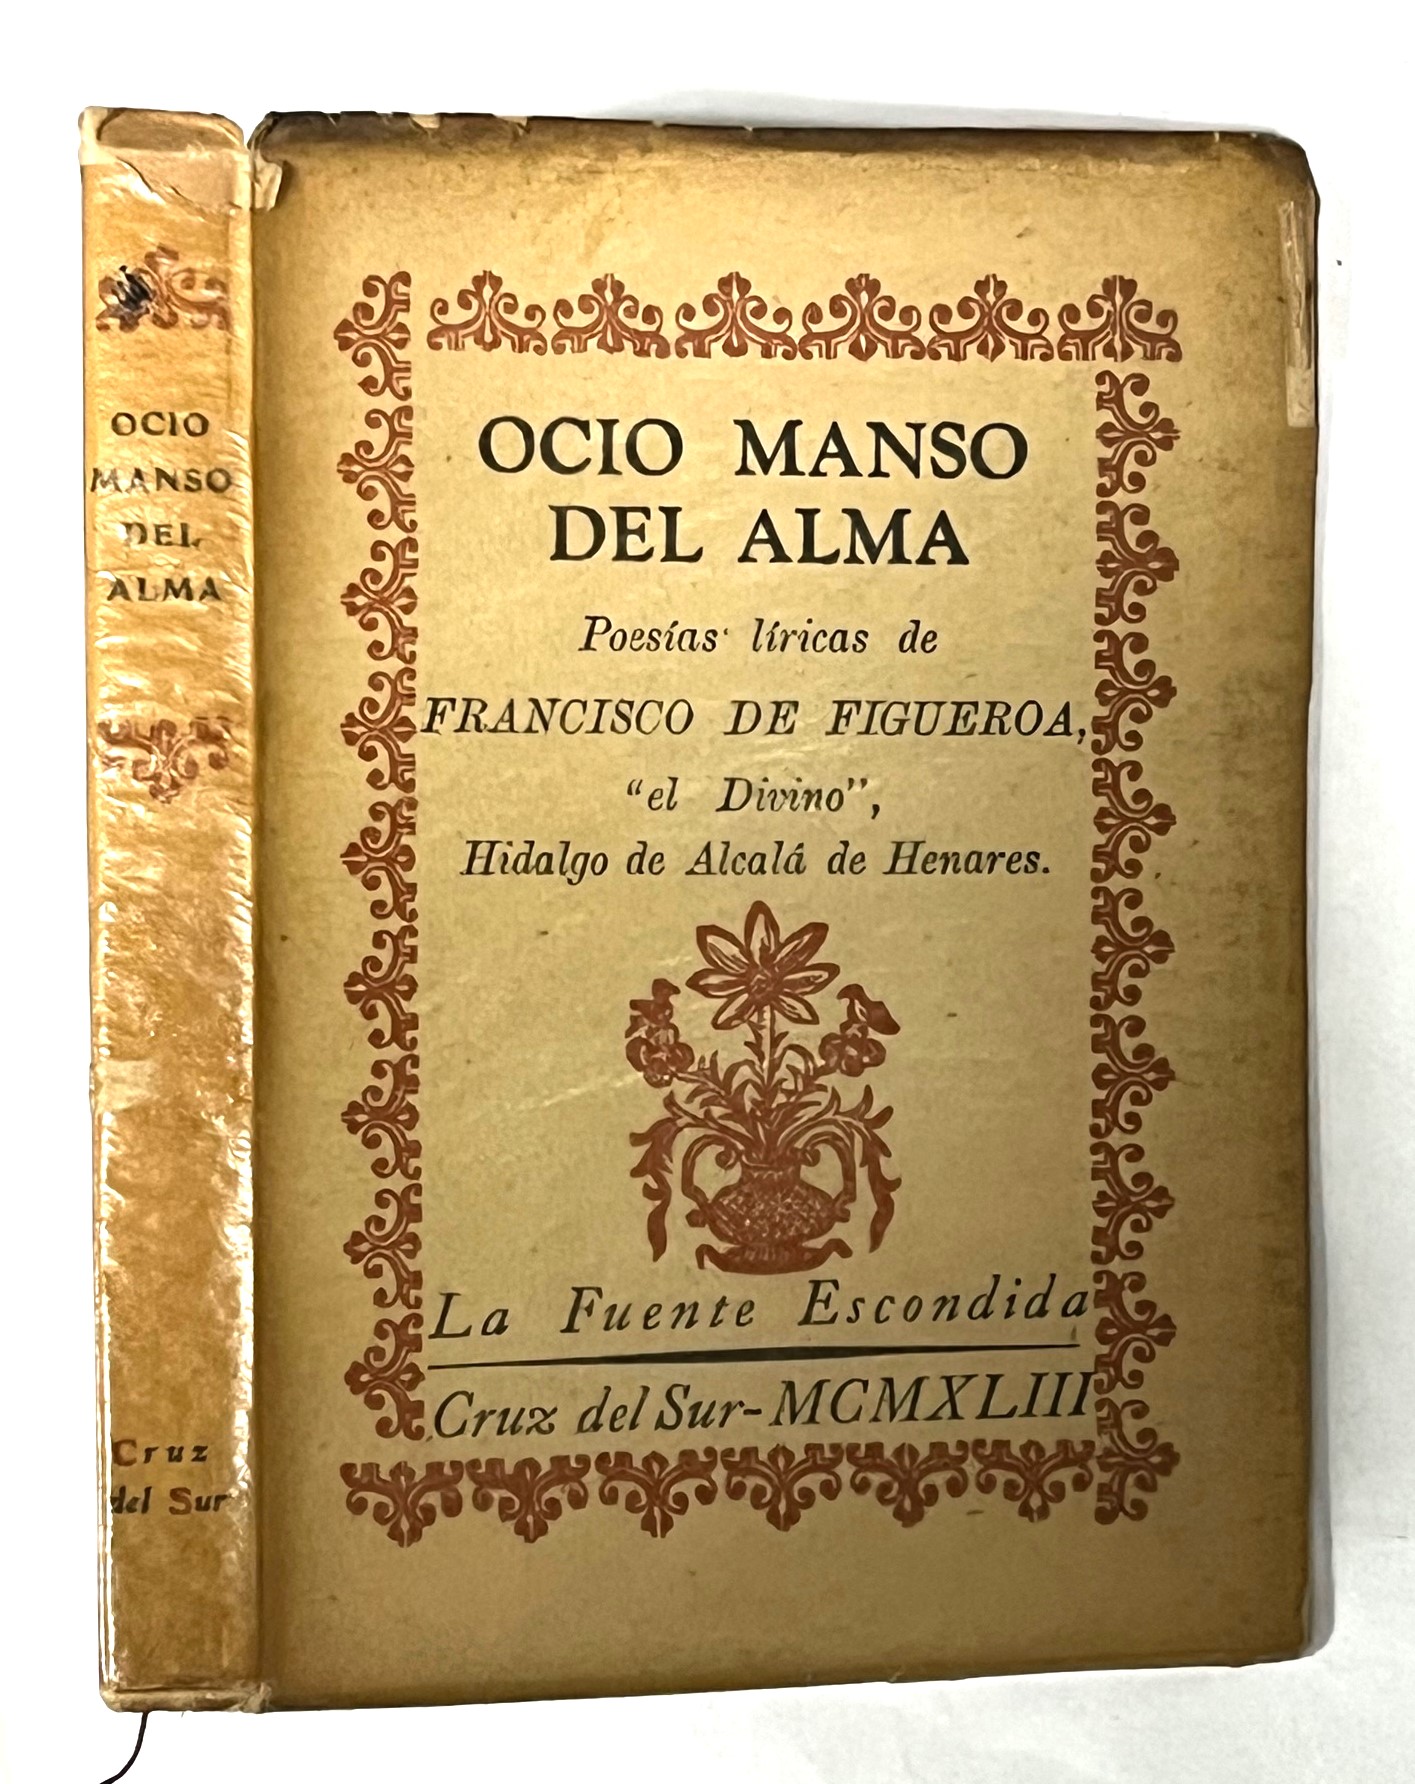 OCIO
MANSO
DEL
ALMA
Cruz
del Sur
OCIO MANSO
DEL ALMA
Poesías líricas de
FRANCISCO DE FIGUEROA,
“el Divino”,
Hidalgo de Alcalá de Henares.
La Fuente Escondida
Cruz del Sur-MCMXLIII